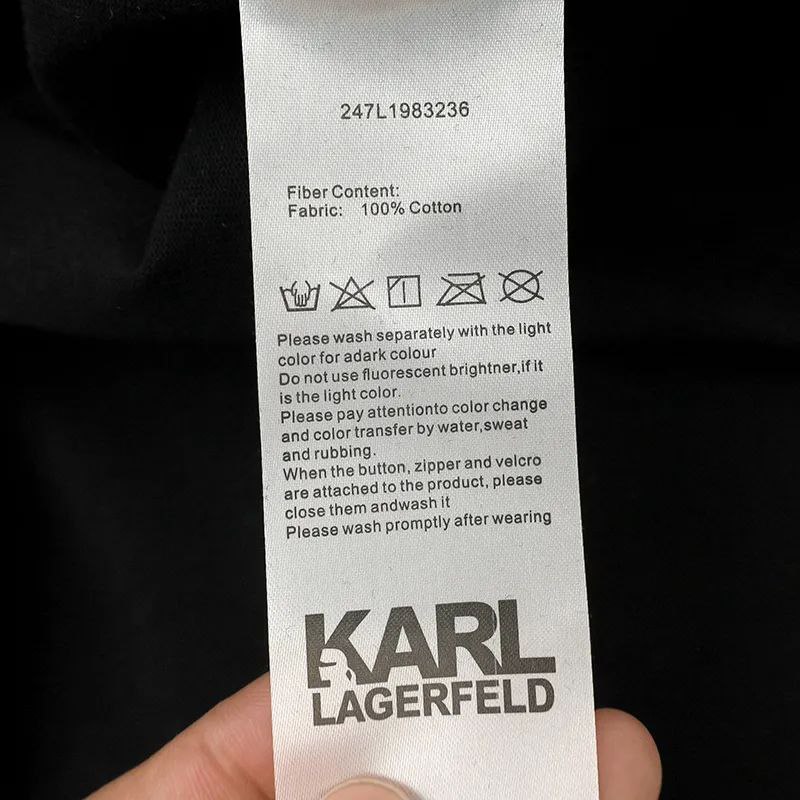 247L1983236
Fiber Content:
Fabric: 100% Cotton
Please wash separately with the light
color for adark colour
Do not use fluorescent brightner,if it
is the light color.
Please pay attentionto color change
and color transfer by water,sweat
and rubbing.
When the button, zipper and velcro
are attached to the product, please
close them andwash it
Please wash promptly after wearing
KARL
LAGERFELD